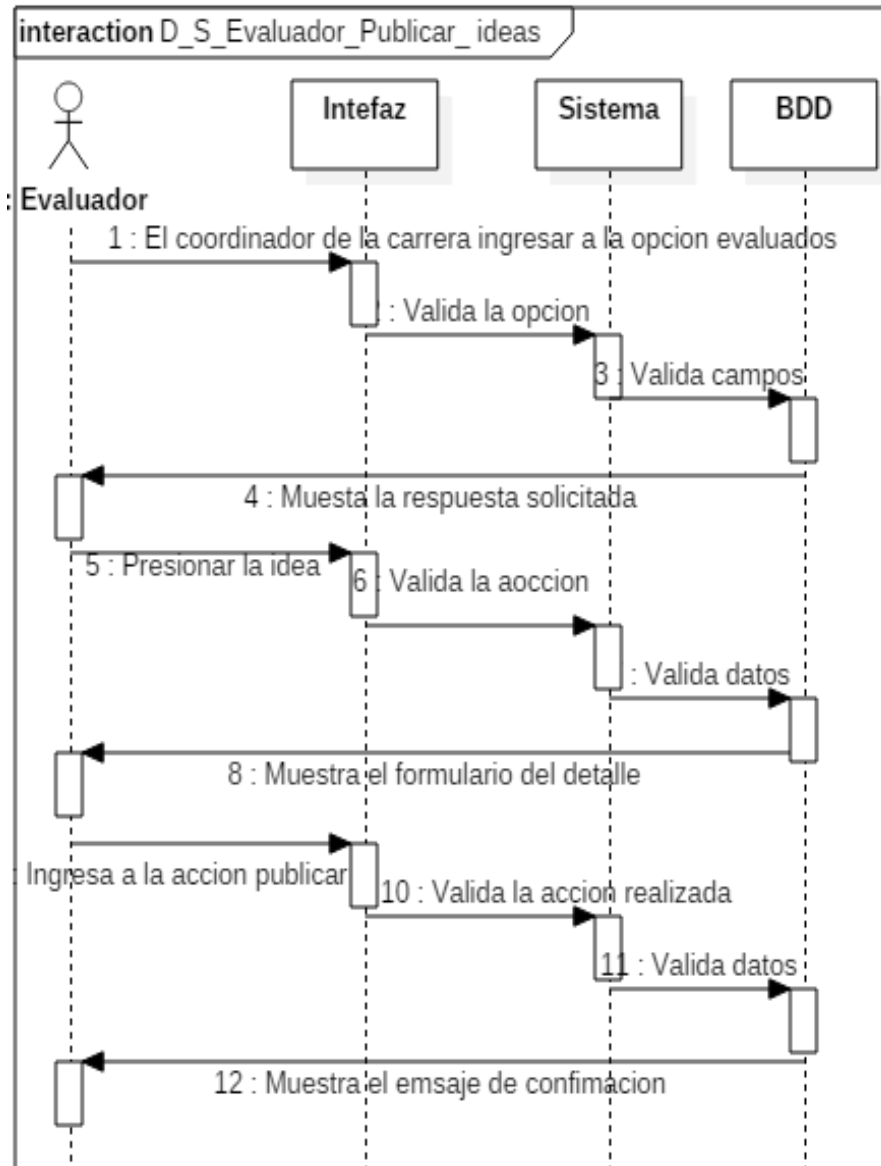 interaction D_S_Evaluador_Publicar_ ideas
Intefaz
Sistema
BDD
: Evaluador
1 : El coordinador de la carrera ingresar a la opcion evaluados
: Valida la opcion
3 : Valida campos
4 : Muesta la respuesta solicitada
5 : Presionar la idea
6 : Valida la aoccion
: Valida datos
8 : Muestra el formulario del detalle
: Ingresa a la accion publicar
10 : Valida la accion realizada
11 : Valida datos
12 : Muestra el emsaje de confimacion